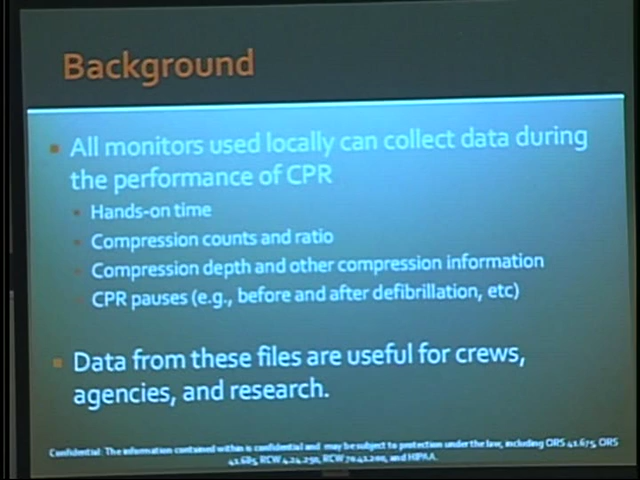 Background
All monitors used locally can collect data during
the performance of CPR
Hands-on time
Compression counts and ratio
Compression depth and other compression information
CPR pauses (e.g., before and after defibrillation, etc)
Data from these files are useful for crews,
agencies, and research.
Confidential: The information contained within is confidential and may be subject to protection under the law, including ORS 41.675, ORS
41.685, RCW 4.24.250, RCW 70.41.200, and HIPAA.